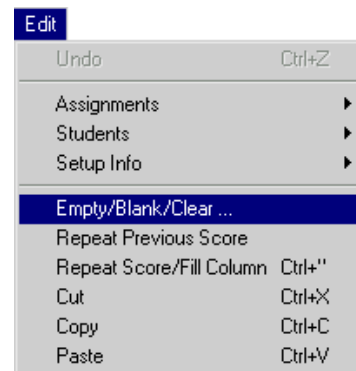 Edit
Undo Ctrl+Z
Assignments
Students
Setup Info
Empty/Blank/Clear ...
Repeat Previous Score
Repeat Score/Fill Column Ctrl+"
Cut Ctrl+X
Copy Ctrl+C
Paste Ctrl+V